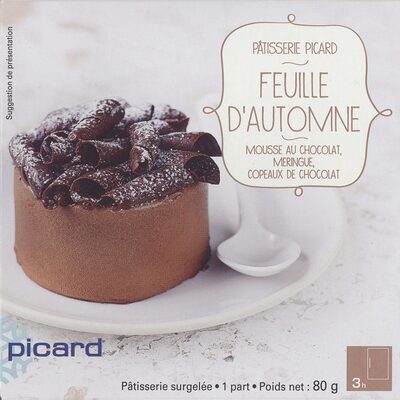 Suggestion de présentation
PÂTISSERIE PICARD
FEUILLE
D'AUTOMNE
MOUSSE AU CHOCOLAT,
MERINGUE,
COPEAUX DE CHOCOLAT
picard
Pâtisserie surgelée • 1 part • Poids net : 80 g
3h